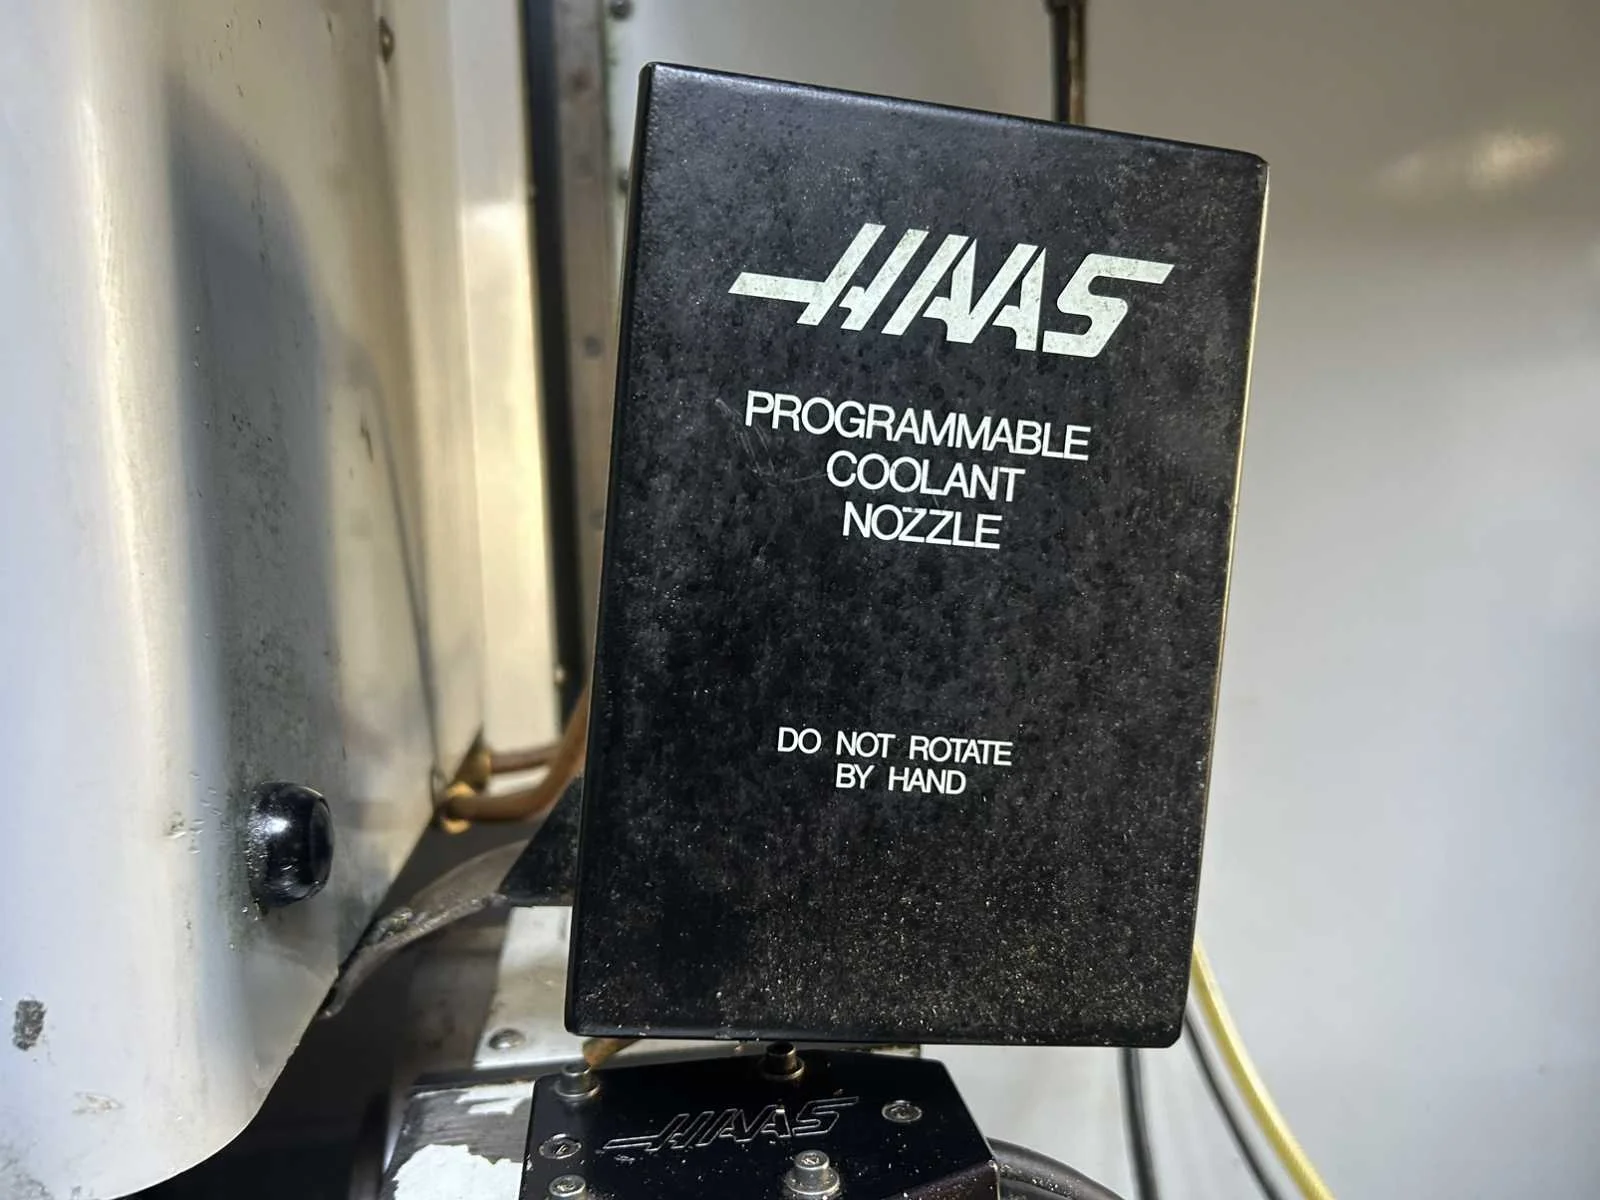 HAAS
PROGRAMMABLE
COOLANT
NOZZLE
DO NOT ROTATE
BY HAND
HAAS